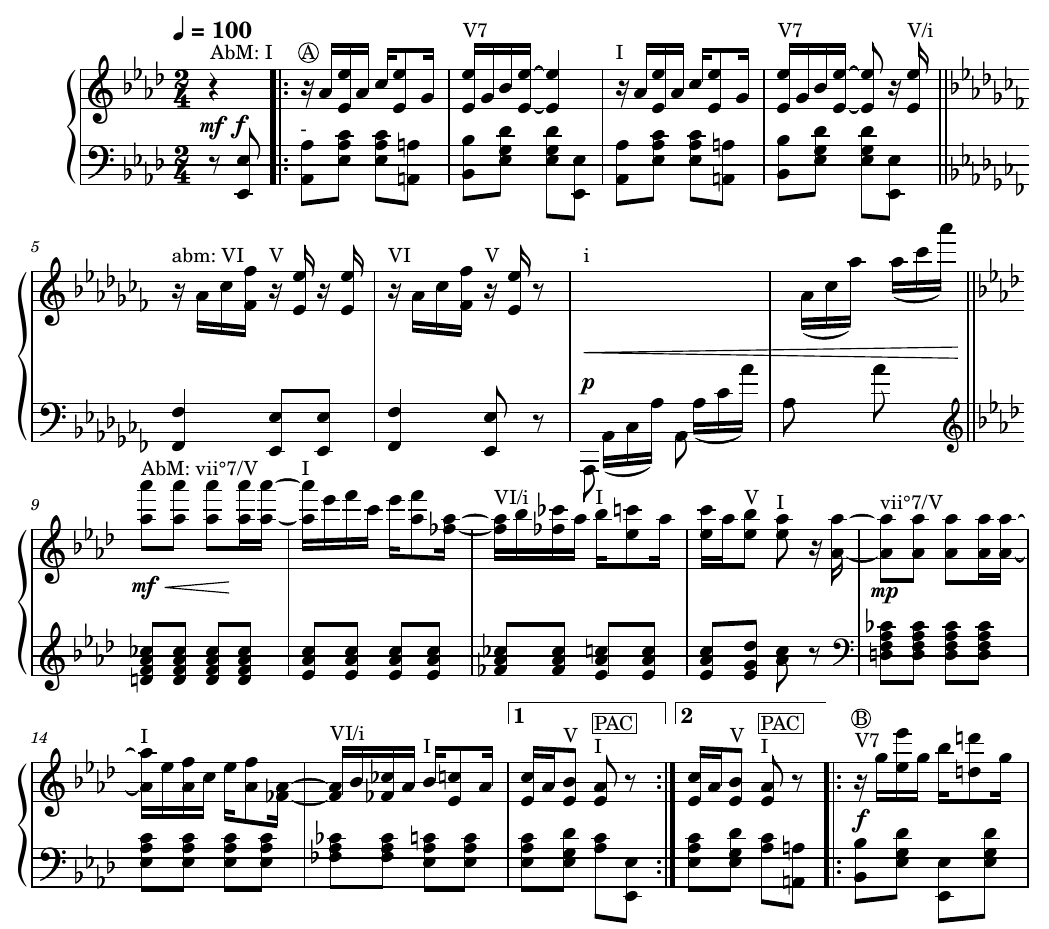 ♩ = 100
AbM: I A V7 I V7 V/i
mf f
-
5
abm: VI V VI V i
p
AbM: vii°7/V I
9 VI/i I V I vii°7/V
mf mp
14 I VI/i I 1 V PAC I 2 V PAC I B V7
f